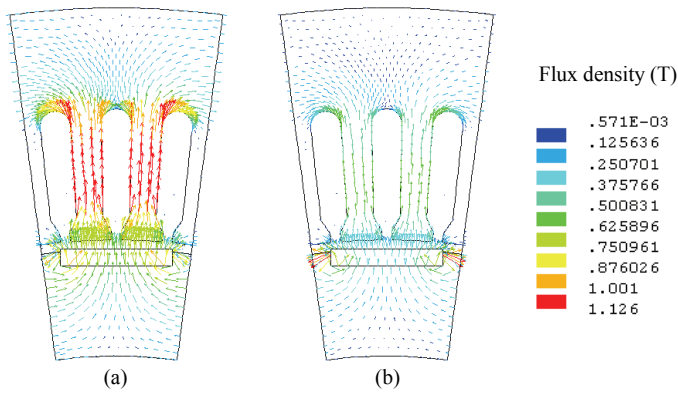 Flux density (T)
.571E-03
.125636
.250701
.375766
.500831
.625896
.750961
.876026
1.001
1.126
(a)
(b)